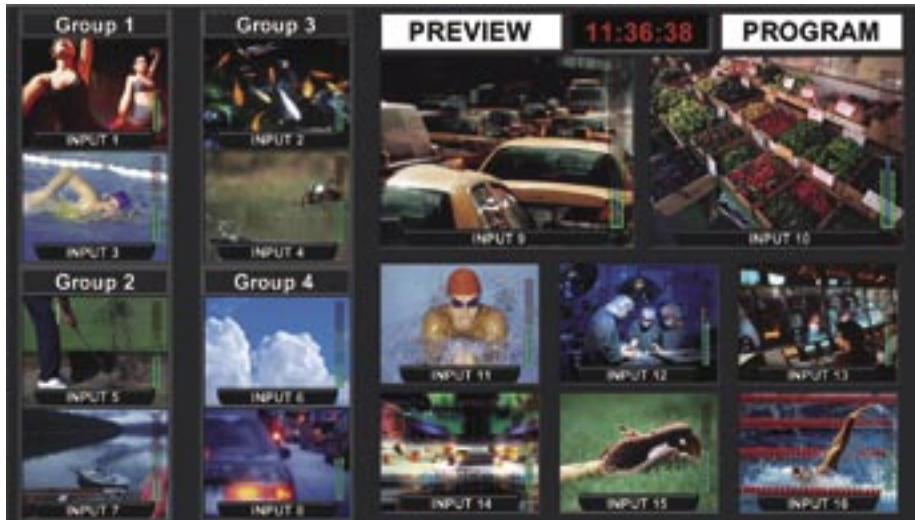 Group 1
Group 3
PREVIEW
11:36:38
PROGRAM
INPUT 1
INPUT 2
INPUT 3
INPUT 4
INPUT 9
INPUT 10
Group 2
Group 4
INPUT 5
INPUT 6
INPUT 11
INPUT 12
INPUT 13
INPUT 7
INPUT 8
INPUT 14
INPUT 15
INPUT 16